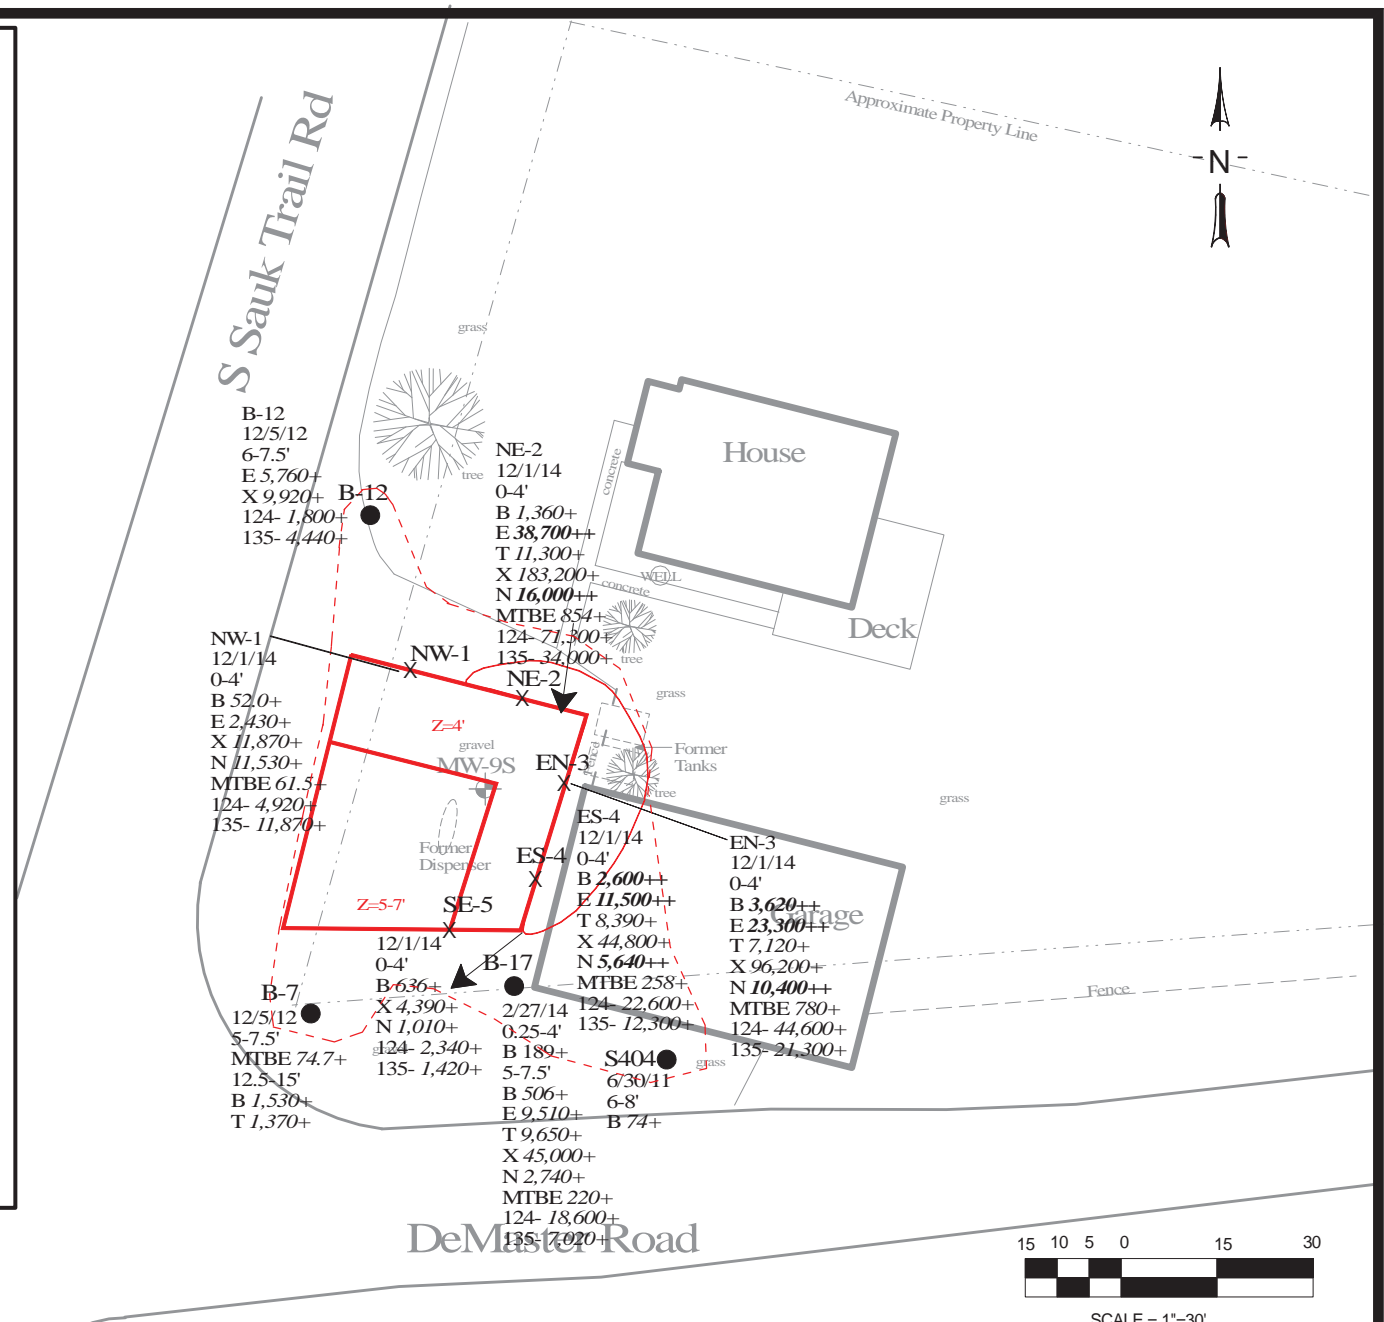 Approximate Property Line
-N-
S Sauk Trail Rd
grass
tree
House
concrete
WELL
concrete
Deck
tree
grass
B-12
12/5/12
6-7.5'
E 5,760+
X 9,920+
124- 1,800+
135- 4,440+
B-12
NE-2
12/1/14
0-4'
B 1,360+
E 38,700++
T 11,300+
X 183,200+
N 16,000++
MTBE 854+
124- 71,300+
135- 34,000+
NW-1
12/1/14
0-4'
B 52.0+
E 2,430+
X 11,870+
N 11,530+
MTBE 61.5+
124- 4,920+
135- 11,870+
NW-1
NE-2
Z=4'
gravel
MW-9S
EN-3
Fence
Former
Tanks
tree
grass
Former
Dispenser
ES-4
Z=5-7'
SE-5
ES-4
12/1/14
0-4'
B 2,600++
E 11,500++
T 8,390+
X 44,800+
N 5,640++
MTBE 258+
124- 22,600+
135- 12,300+
EN-3
12/1/14
0-4'
B 3,620++
E 23,300++
T 7,120+
X 96,200+
N 10,400++
MTBE 780+
124- 44,600+
135- 21,300+
Garage
12/1/14
0-4'
B 636+
X 4,390+
N 1,010+
124- 2,340+
135- 1,420+
gravel
B-7
12/5/12
5-7.5'
MTBE 74.7+
12.5-15'
B 1,530+
T 1,370+
B-17
2/27/14
0.25-4'
B 189+
5-7.5'
B 506+
E 9,510+
T 9,650+
X 45,000+
N 2,740+
MTBE 220+
124- 18,600+
135- 7,020+
S404
6/30/11
6-8'
B 74+
grass
Fence
DeMaster Road
15 10 5 0 15 30
SCALE = 1"=30'